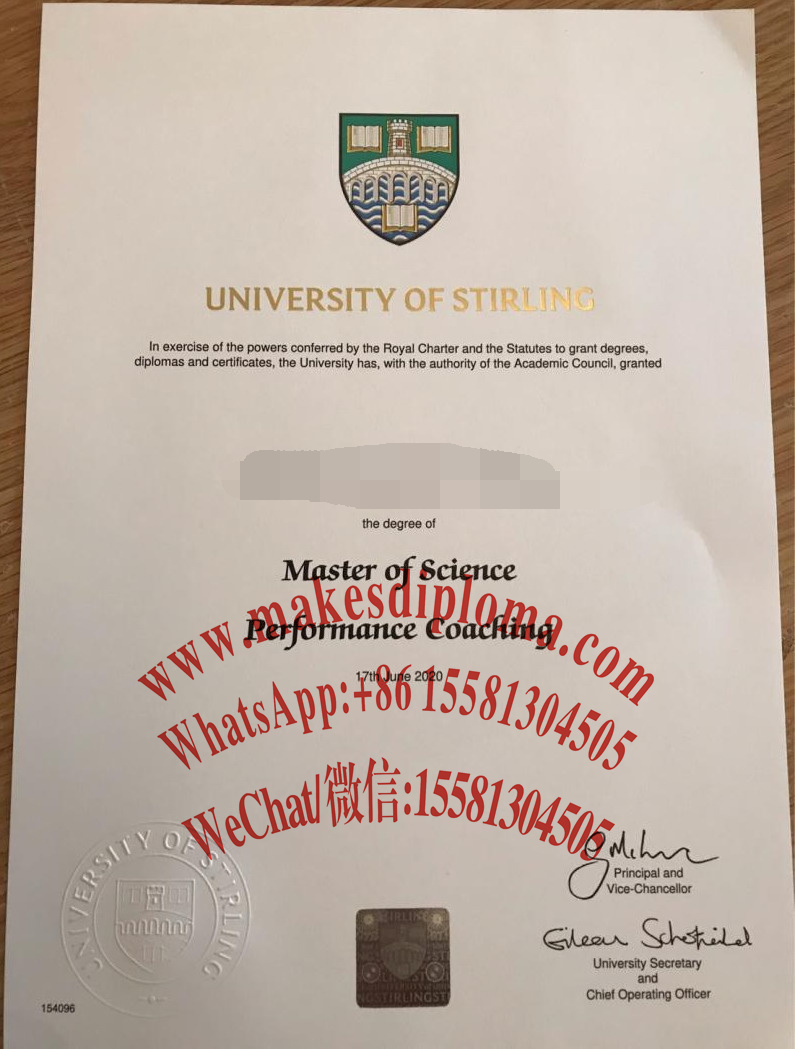 UNIVERSITY OF STIRLING
In exercise of the powers conferred by the Royal Charter and the Statutes to grant degrees,
diplomas and certificates, the University has, with the authority of the Academic Council, granted
the degree of
Master of Science
Performance Coaching
www.makesdiploma.com
17th June 2020
WhatsApp:+86 15581304505
WeChat/微信:15581304505
Principal and
Vice-Chancellor
UNIVERSITY OF STIRLING
University Secretary
and
Chief Operating Officer
154096